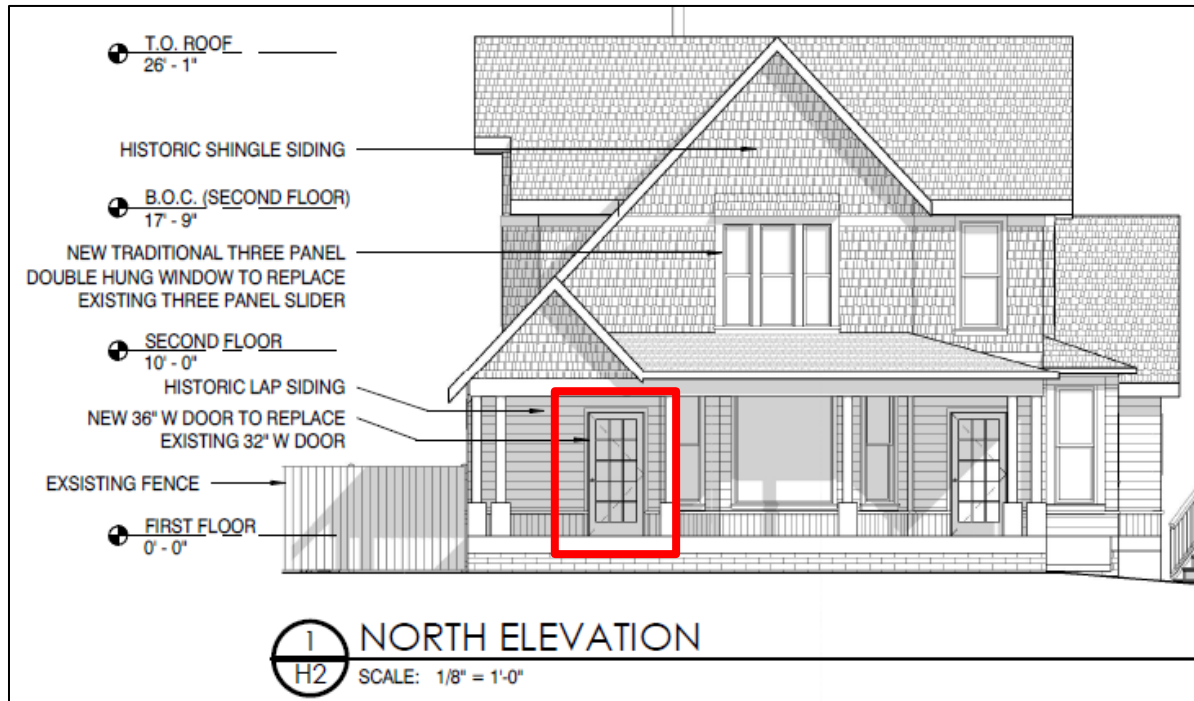 T.O. ROOF
26' - 1"
HISTORIC SHINGLE SIDING
B.O.C. (SECOND FLOOR)
17' - 9"
NEW TRADITIONAL THREE PANEL
DOUBLE HUNG WINDOW TO REPLACE
EXISTING THREE PANEL SLIDER
SECOND FLOOR
10' - 0"
HISTORIC LAP SIDING
NEW 36" W DOOR TO REPLACE
EXISTING 32" W DOOR
EXSISTING FENCE
FIRST FLOOR
0' - 0"
1
H2
NORTH ELEVATION
SCALE: 1/8" = 1'-0"